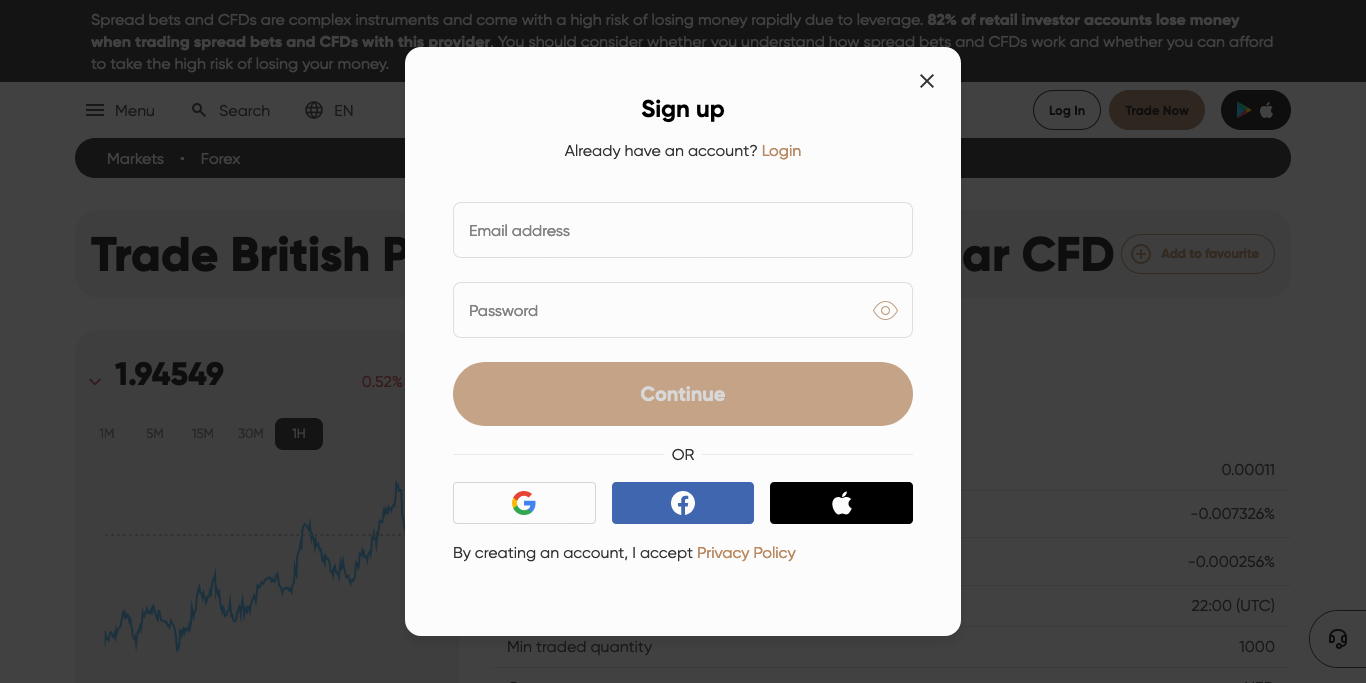 Spread bets and CFDs are complex instruments and come with a high risk of losing money rapidly due to leverage. 82% of retail investor accounts lose money
when trading spread bets and CFDs with this provider. You should consider whether you understand how spread bets and CFDs work and whether you can afford
to take the high risk of losing your money.
Menu Search EN Log In Trade Now
Markets • Forex
Sign up
Already have an account? Login
Trade British P ar CFD Add to favourite
Email address
Password
1.94549 0.52%
Continue
1M 5M 15M 30M 1H
OR
0.00011
-0.007326%
By creating an account, I accept Privacy Policy
-0.000256%
22:00 (UTC)
Min traded quantity 1000